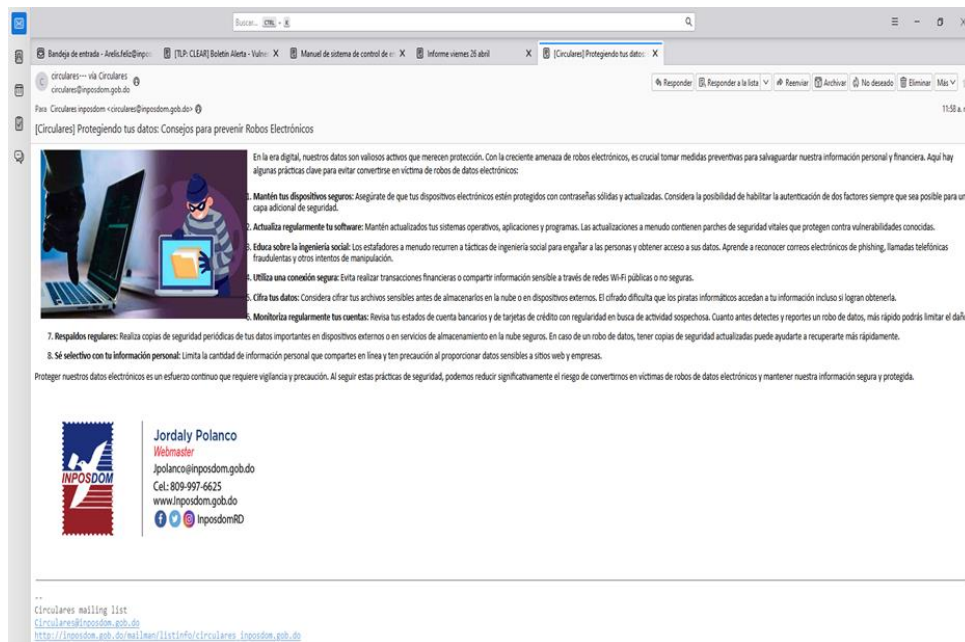 Buscar... CTRL + K
Bandeja de entrada - Arelis.feliz@inpos
[TLP: CLEAR] Boletín Alerta - Vulne X
Manuel de sistema de control de en X
Informe viernes 26 abril X
[Circulares] Protegiendo tus datos: X
circulares--- vía Circulares
circulares@inposdom.gob.do
Responder Responder a la lista Reenviar Archivar No deseado Eliminar Más
Para Circulares inposdom <circulares@inposdom.gob.do>
11:58 a.
[Circulares] Protegiendo tus datos: Consejos para prevenir Robos Electrónicos
En la era digital, nuestros datos son valiosos activos que merecen protección. Con la creciente amenaza de robos electrónicos, es crucial tomar medidas preventivas para salvaguardar nuestra información personal y financiera. Aquí hay
algunas prácticas clave para evitar convertirse en víctima de robos de datos electrónicos:
1. Mantén tus dispositivos seguros: Asegúrate de que tus dispositivos electrónicos estén protegidos con contraseñas sólidas y actualizadas. Considera la posibilidad de habilitar la autenticación de dos factores siempre que sea posible para un
capa adicional de seguridad.
2. Actualiza regularmente tu software: Mantén actualizados tus sistemas operativos, aplicaciones y programas. Las actualizaciones a menudo contienen parches de seguridad vitales que protegen contra vulnerabilidades conocidas.
3. Educa sobre la ingeniería social: Los estafadores a menudo recurren a tácticas de ingeniería social para engañar a las personas y obtener acceso a sus datos. Aprende a reconocer correos electrónicos de phishing, llamadas telefónicas
fraudulentas y otros intentos de manipulación.
4. Utiliza una conexión segura: Evita realizar transacciones financieras o compartir información sensible a través de redes Wi-Fi públicas o no seguras.
5. Cifra tus datos: Considera cifrar tus archivos sensibles antes de almacenarlos en la nube o en dispositivos externos. El cifrado dificulta que los piratas informáticos accedan a tu información incluso si logran obtenerla.
6. Monitoriza regularmente tus cuentas: Revisa tus estados de cuenta bancarios y de tarjetas de crédito con regularidad en busca de actividad sospechosa. Cuanto antes detectes y reportes un robo de datos, más rápido podrás limitar el daño
7. Respaldos regulares: Realiza copias de seguridad periódicas de tus datos importantes en dispositivos externos o en servicios de almacenamiento en la nube seguros. En caso de un robo de datos, tener copias de seguridad actualizadas puede ayudarte a recuperarte más rápidamente.
8. Sé selectivo con tu información personal: Limita la cantidad de información personal que compartes en línea y ten precaución al proporcionar datos sensibles a sitios web y empresas.
Proteger nuestros datos electrónicos es un esfuerzo continuo que requiere vigilancia y precaución. Al seguir estas prácticas de seguridad, podemos reducir significativamente el riesgo de convertirnos en víctimas de robos de datos electrónicos y mantener nuestra información segura y protegida.
INPOSDOM
Jordaly Polanco
Webmaster
Jpolanco@inposdom.gob.do
Cel.: 809-997-6625
www.Inposdom.gob.do
InposdomRD
--
Circulares mailing list
Circulares@inposdom.gob.do
http://inposdom.gob.do/mailman/listinfo/circulares_inposdom.gob.do